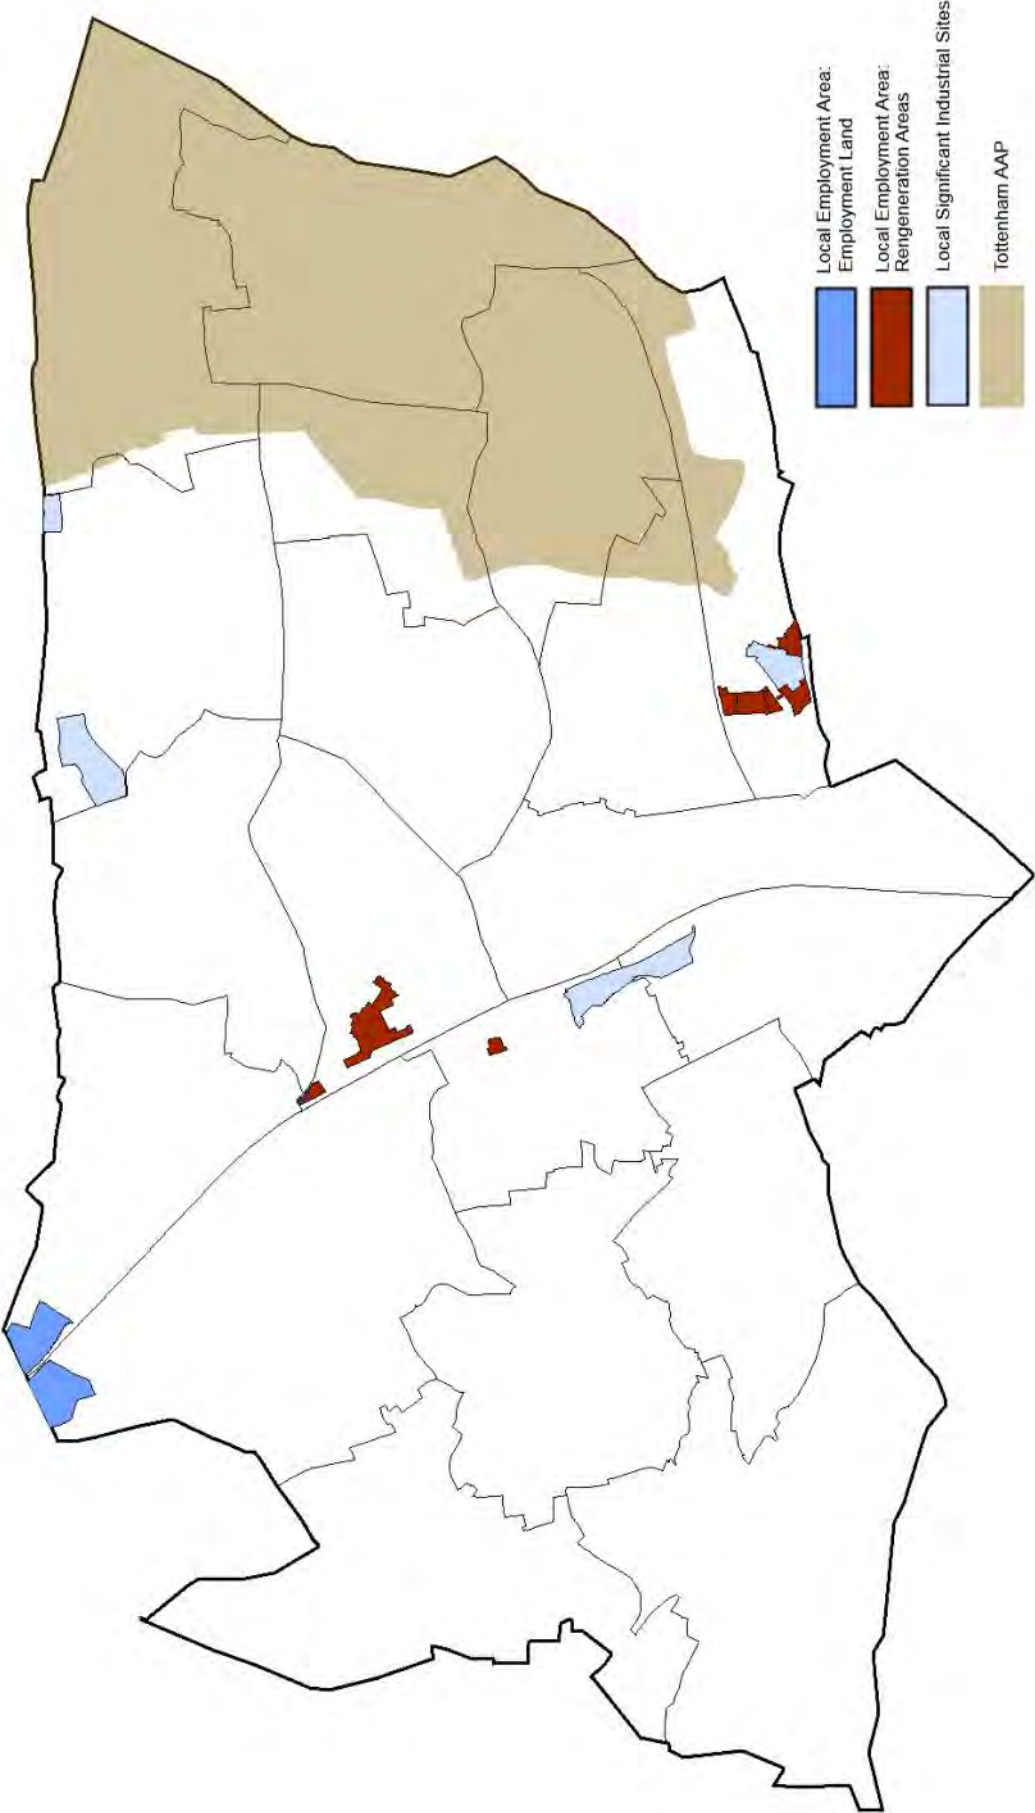 Local Employment Area:
Employment Land
Local Employment Area:
Rengeneration Areas
Local Significant Industrial Sites
Tottenham AAP